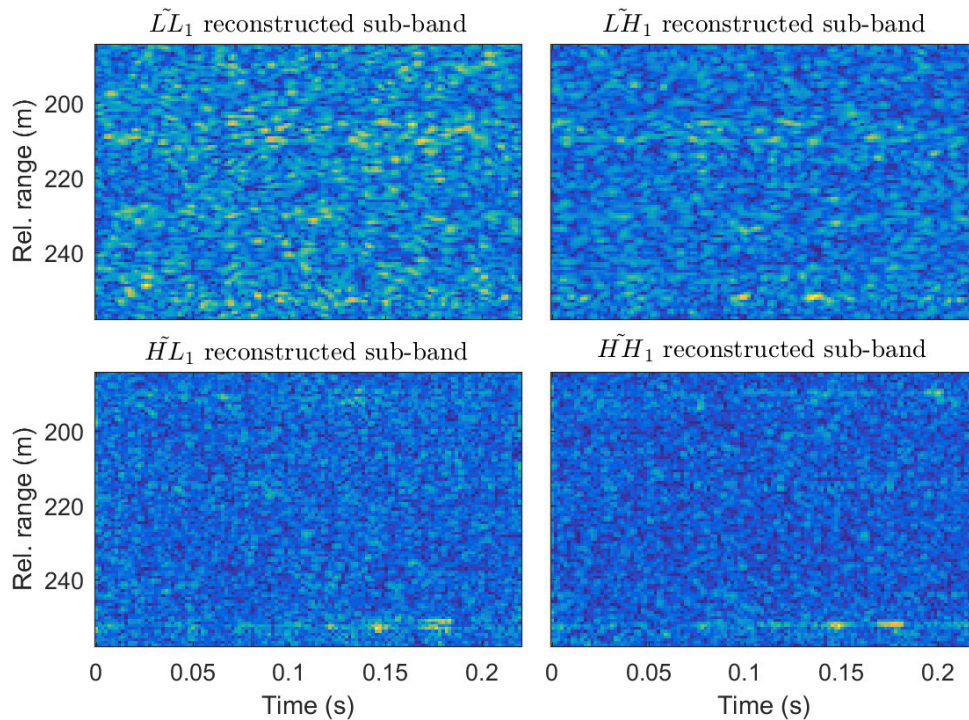 L̃L₁ reconstructed sub-band
L̃H₁ reconstructed sub-band
Rel. range (m)
200
220
240
H̃L₁ reconstructed sub-band
H̃H₁ reconstructed sub-band
Rel. range (m)
200
220
240
0 0.05 0.1 0.15 0.2
0 0.05 0.1 0.15 0.2
Time (s)
Time (s)